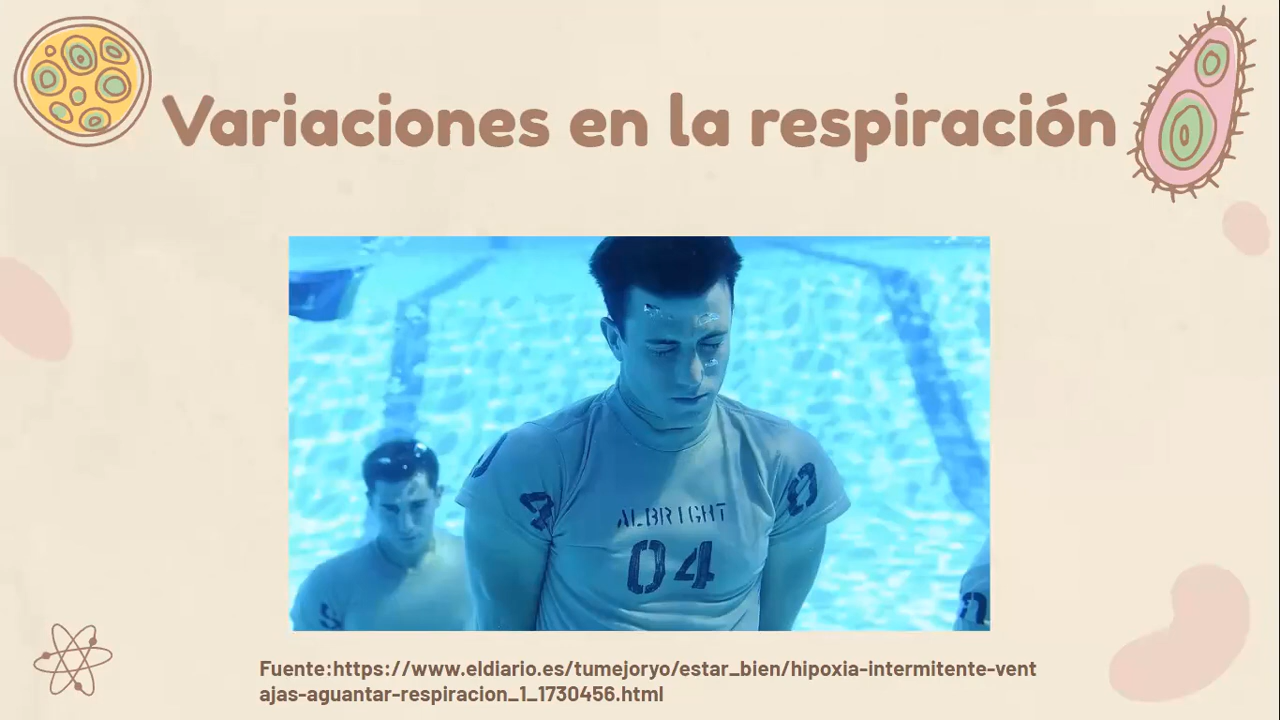 Variaciones en la respiración
ALBRIGHT
04
Fuente:https://www.eldiario.es/tumejoryo/estar_bien/hipoxia-intermitente-vent
ajas-aguantar-respiracion_1_1730456.html